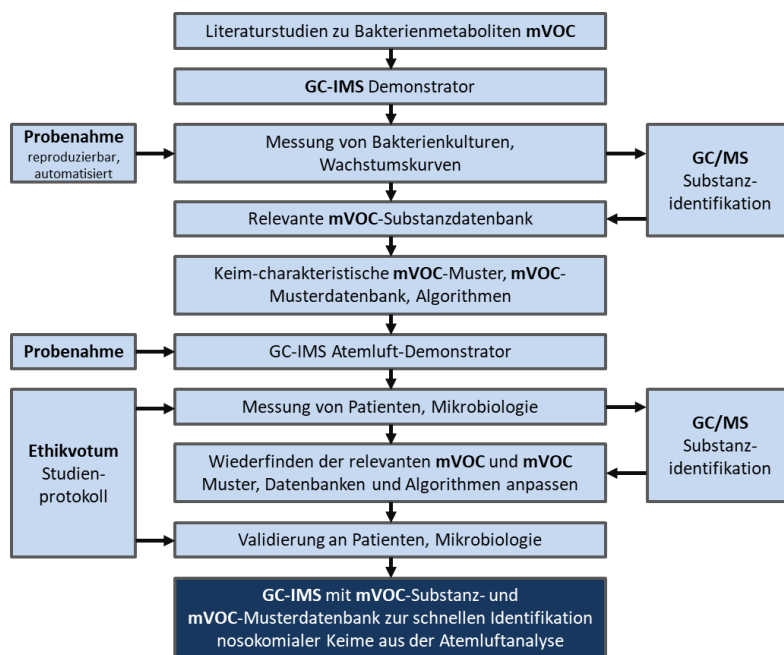 Literaturstudien zu Bakterienmetaboliten mVOC
GC-IMS Demonstrator
Probenahme
reproduzierbar,
automatisiert
Messung von Bakterienkulturen,
Wachstumskurven
GC/MS
Substanz-
identifikation
Relevante mVOC-Substanzdatenbank
Keim-charakteristische mVOC-Muster, mVOC-
Musterdatenbank, Algorithmen
Probenahme
GC-IMS Atemluft-Demonstrator
Ethikvotum
Studien-
protokoll
Messung von Patienten, Mikrobiologie
GC/MS
Substanz-
identifikation
Wiederfinden der relevanten mVOC und mVOC
Muster, Datenbanken und Algorithmen anpassen
Validierung an Patienten, Mikrobiologie
GC-IMS mit mVOC-Substanz- und
mVOC-Musterdatenbank zur schnellen Identifikation
nosokomialer Keime aus der Atemluftanalyse